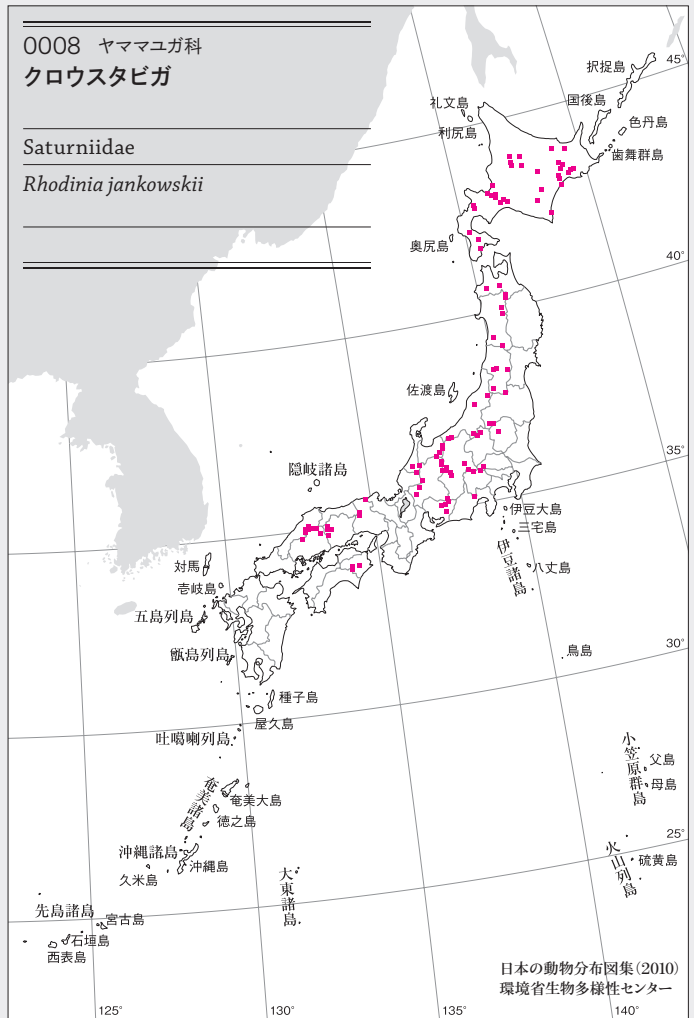 0008 ヤママユガ科
クロウスタビガ
Saturniidae
Rhodinia jankowskii
45°
択捉島
礼文島
国後島
色丹島
利尻島
歯舞群島
奥尻島
40°
佐渡島
35°
隠岐諸島
伊豆大島
三宅島
伊豆諸島
八丈島
対馬
壱岐島
五島列島
甑島列島
鳥島
30°
種子島
屋久島
吐噶喇列島
小笠原群島
父島
母島
奄美諸島
奄美大島
徳之島
25°
沖縄諸島
沖縄島
久米島
火山列島
硫黄島
大東諸島
先島諸島
宮古島
石垣島
西表島
日本の動物分布図集(2010)
環境省生物多様性センター
125°
130°
135°
140°